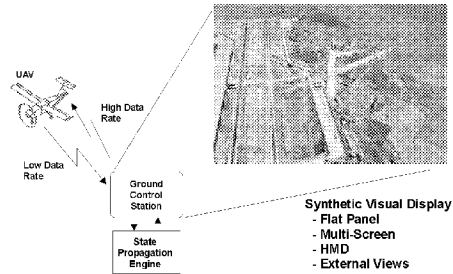 UAV
High Data
Rate
Low Data
Rate
Ground
Control
Station
State
Propagation
Engine
Synthetic Visual Display
- Flat Panel
- Multi-Screen
- HMD
- External Views